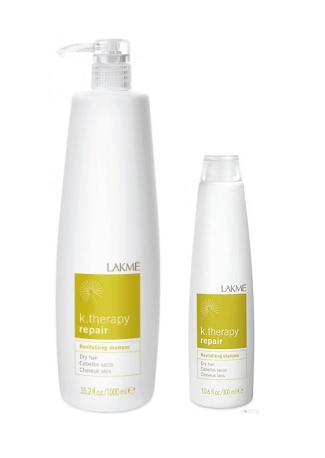 LAKMĒ
k.therapy
repair
Revitalizing shampoo
Dry hair
Cabellos secos
Cheveux secs
35.2 fl.oz./1000 ml e
LAKMĒ
k.therapy
repair
Revitalizing shampoo
Dry hair
Cabellos secos
Cheveux secs
10.6 fl.oz./300 ml e